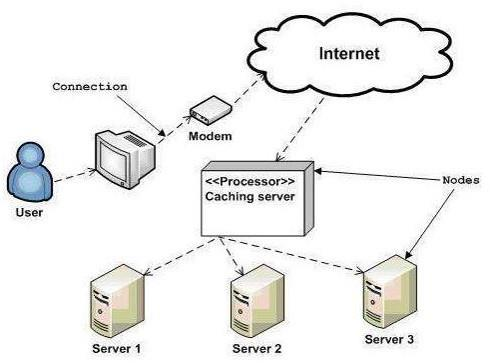 Internet
Connection
Modem
<<Processor>>
Caching server
Nodes
User
Server 1
Server 2
Server 3